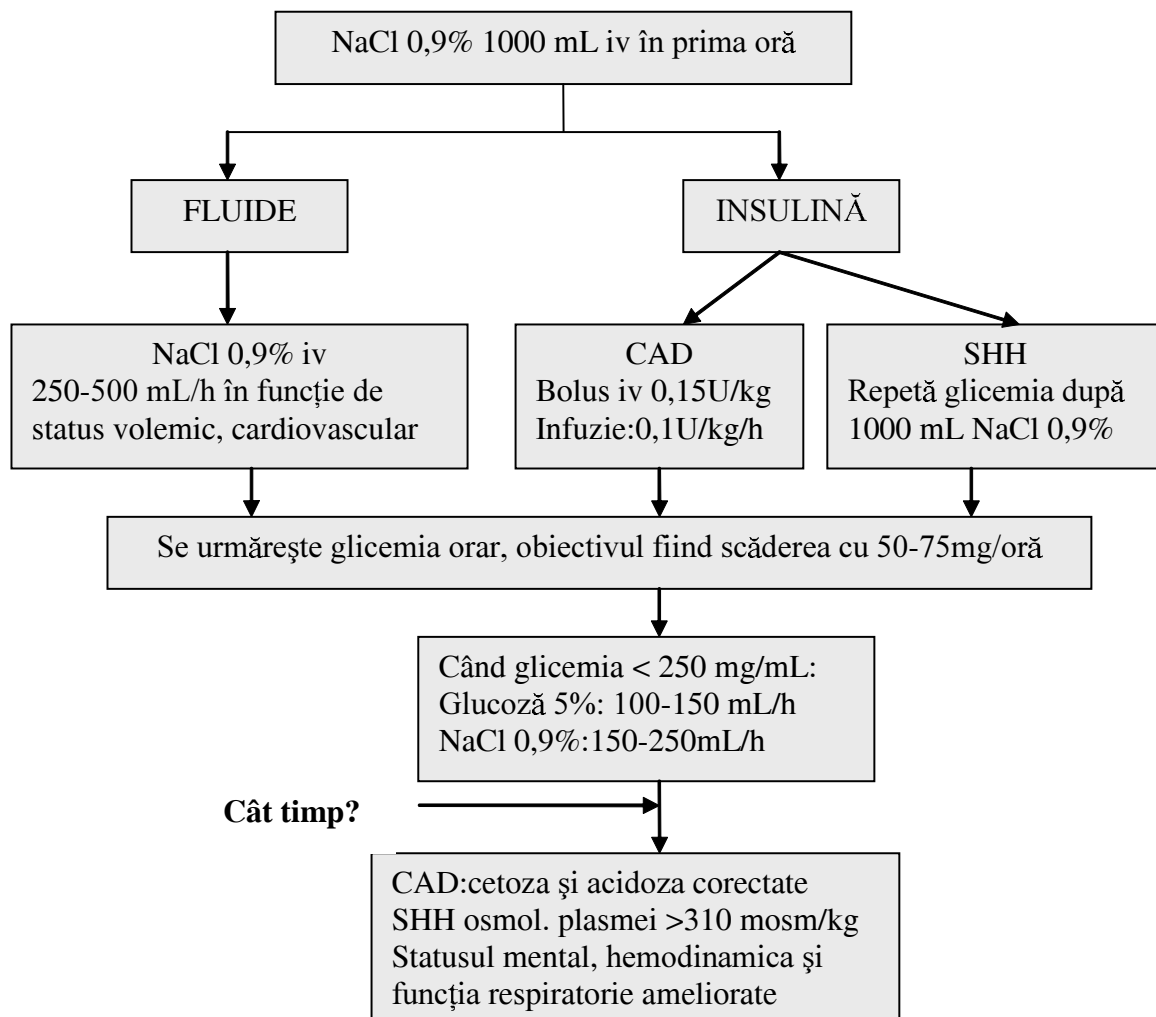 NaCl 0,9% 1000 mL iv în prima oră
FLUIDE
INSULINĂ
NaCl 0,9% iv
250-500 mL/h în funcție de
status volemic, cardiovascular
CAD
Bolus iv 0,15U/kg
Infuzie:0,1U/kg/h
SHH
Repetă glicemia după
1000 mL NaCl 0,9%
Se urmăreşte glicemia orar, obiectivul fiind scăderea cu 50-75mg/oră
Când glicemia < 250 mg/mL:
Glucoză 5%: 100-150 mL/h
NaCl 0,9%:150-250mL/h
Cât timp?
CAD:cetoza şi acidoza corectate
SHH osmol. plasmei >310 mosm/kg
Statusul mental, hemodinamica şi
funcția respiratorie ameliorate